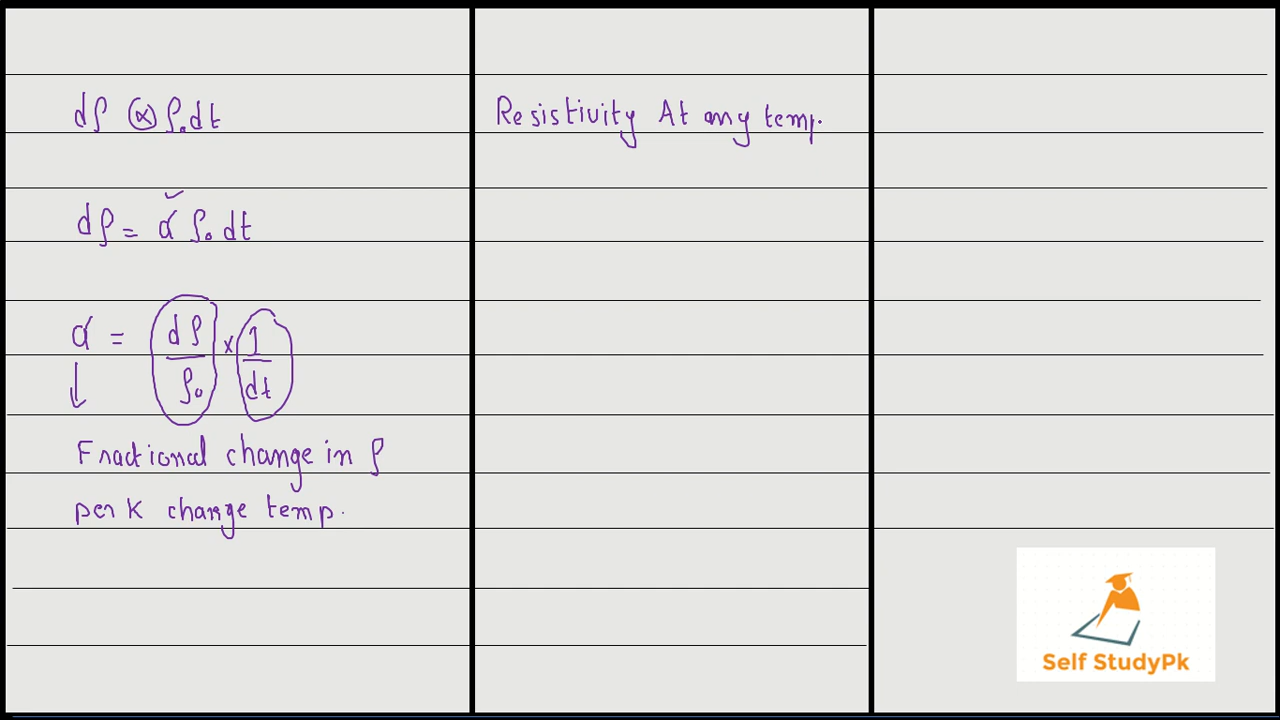 dρ ∝ ρ₀dt
dρ = α ρ₀ dt
α = dρ/ρ₀ × 1/dt
Fractional change in ρ
per K change temp.
Resistivity At any temp.
Self StudyPk